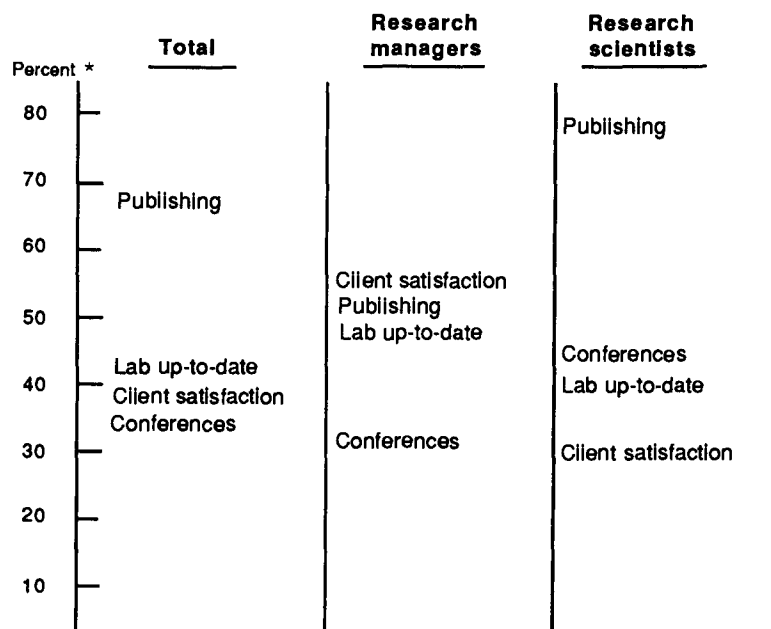 Total
Research
managers
Research
scientists
Percent *
80
Publishing
70
Publishing
60
Client satisfaction
50
Publishing
Lab up-to-date
Conferences
Lab up-to-date
40
Lab up-to-date
Client satisfaction
Conferences
30
Conferences
Client satisfaction
20
10